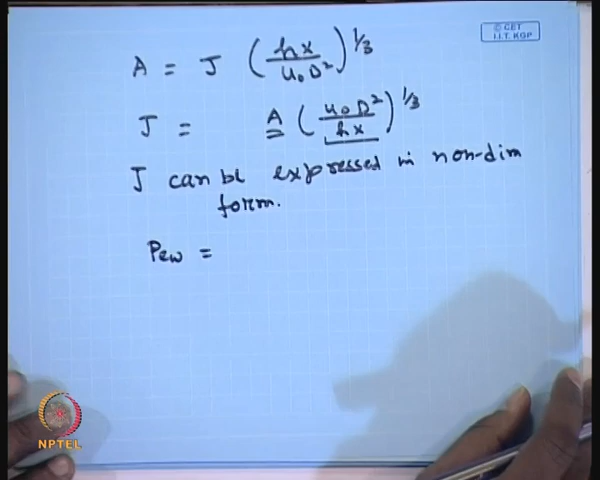 © CET
I.I.T. KGP
A = J (hx / u₀D²)^1/3
J = A (u₀D² / hx)^1/3
J can be expressed in non-dim
form.
Pew =
NPTEL